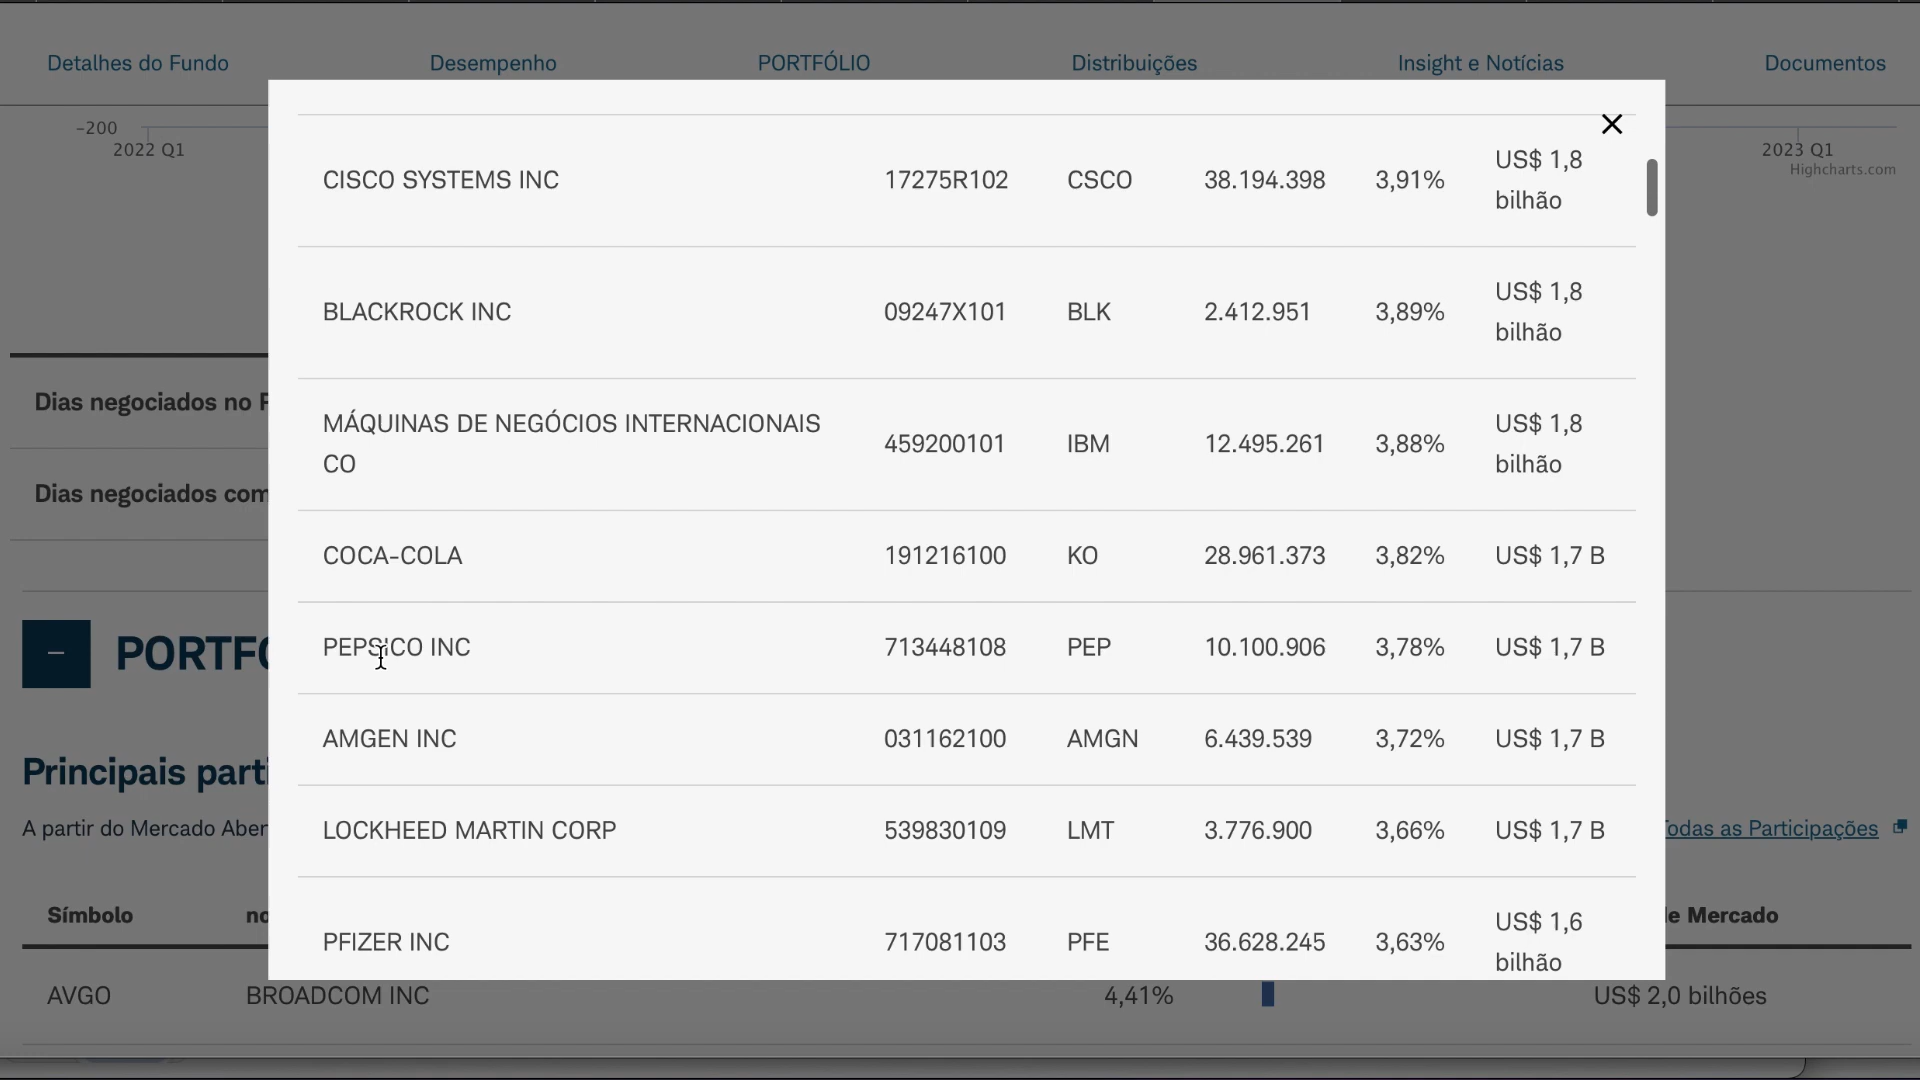 Detalhes do Fundo Desempenho PORTFÓLIO Distribuições Insight e Notícias Documentos
-200
2022 Q1
2023 Q1
Highcharts.com
CISCO SYSTEMS INC 17275R102 CSCO 38.194.398 3,91% US$ 1,8
bilhão
BLACKROCK INC 09247X101 BLK 2.412.951 3,89% US$ 1,8
bilhão
Dias negociados no
MÁQUINAS DE NEGÓCIOS INTERNACIONAIS
CO 459200101 IBM 12.495.261 3,88% US$ 1,8
bilhão
Dias negociados com
COCA-COLA 191216100 KO 28.961.373 3,82% US$ 1,7 B
PEPSICO INC 713448108 PEP 10.100.906 3,78% US$ 1,7 B
PORTFO
AMGEN INC 031162100 AMGN 6.439.539 3,72% US$ 1,7 B
Principais parti
LOCKHEED MARTIN CORP 539830109 LMT 3.776.900 3,66% US$ 1,7 B
A partir do Mercado Aber
Todas as Participações
PFIZER INC 717081103 PFE 36.628.245 3,63% US$ 1,6
bilhão
Símbolo no de Mercado
AVGO BROADCOM INC 4,41% US$ 2,0 bilhões